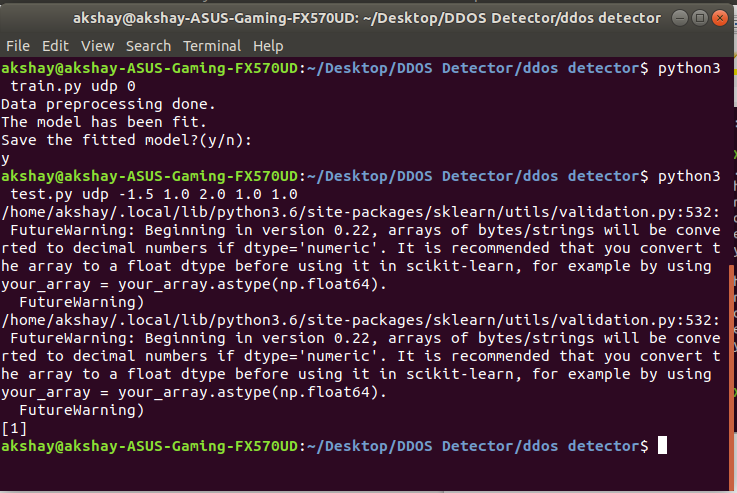 akshay@akshay-ASUS-Gaming-FX570UD: ~/Desktop/DDOS Detector/ddos detector
File Edit View Search Terminal Help
akshay@akshay-ASUS-Gaming-FX570UD:~/Desktop/DDOS Detector/ddos detector$ python3
 train.py udp 0
Data preprocessing done.
The model has been fit.
Save the fitted model?(y/n):
y
akshay@akshay-ASUS-Gaming-FX570UD:~/Desktop/DDOS Detector/ddos detector$ python3
 test.py udp -1.5 1.0 2.0 1.0 1.0
/home/akshay/.local/lib/python3.6/site-packages/sklearn/utils/validation.py:532:
 FutureWarning: Beginning in version 0.22, arrays of bytes/strings will be conve
rted to decimal numbers if dtype='numeric'. It is recommended that you convert t
he array to a float dtype before using it in scikit-learn, for example by using
your_array = your_array.astype(np.float64).
  FutureWarning)
/home/akshay/.local/lib/python3.6/site-packages/sklearn/utils/validation.py:532:
 FutureWarning: Beginning in version 0.22, arrays of bytes/strings will be conve
rted to decimal numbers if dtype='numeric'. It is recommended that you convert t
he array to a float dtype before using it in scikit-learn, for example by using
your_array = your_array.astype(np.float64).
  FutureWarning)
[1]
akshay@akshay-ASUS-Gaming-FX570UD:~/Desktop/DDOS Detector/ddos detector$